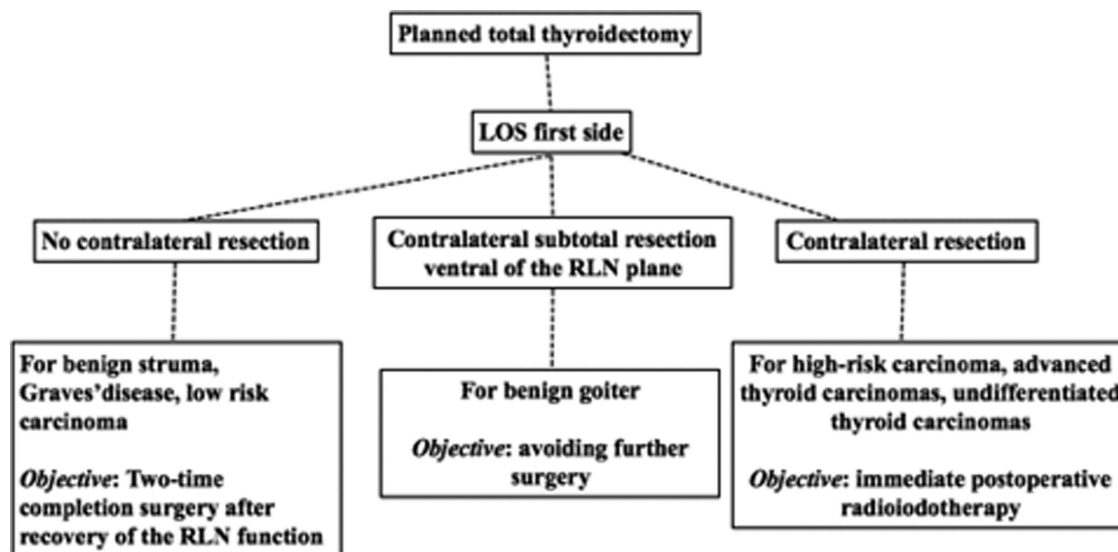 Planned total thyroidectomy
LOS first side
No contralateral resection
Contralateral subtotal resection
ventral of the RLN plane
Contralateral resection
For benign struma,
Graves'disease, low risk
carcinoma
Objective: Two-time
completion surgery after
recovery of the RLN function
For benign goiter
Objective: avoiding further
surgery
For high-risk carcinoma, advanced
thyroid carcinomas, undifferentiated
thyroid carcinomas
Objective: immediate postoperative
radioiodotherapy